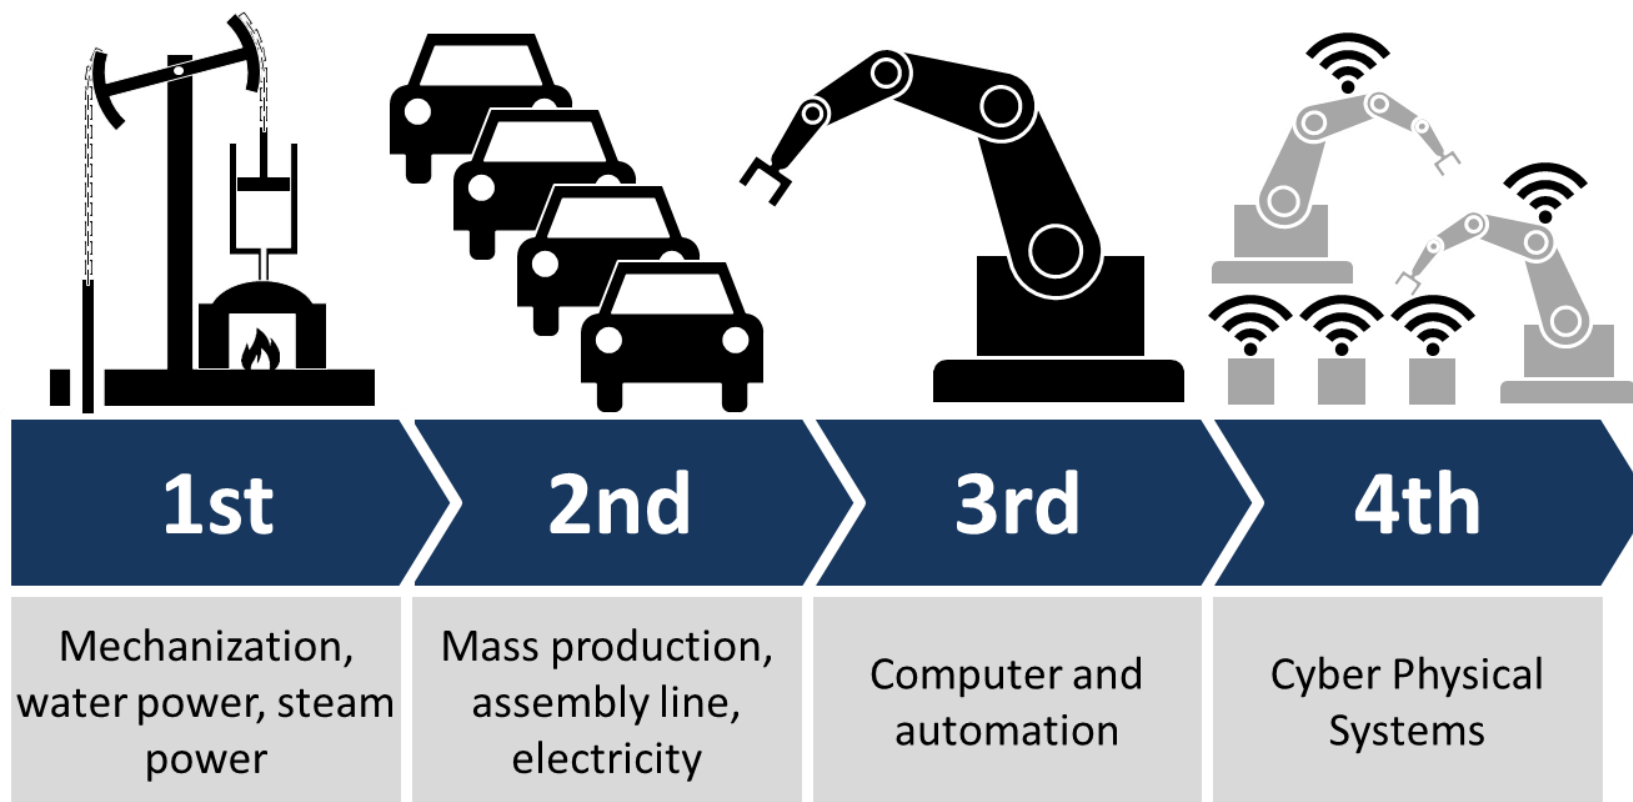 1st
2nd
3rd
4th
Mechanization,
water power, steam
power
Mass production,
assembly line,
electricity
Computer and
automation
Cyber Physical
Systems